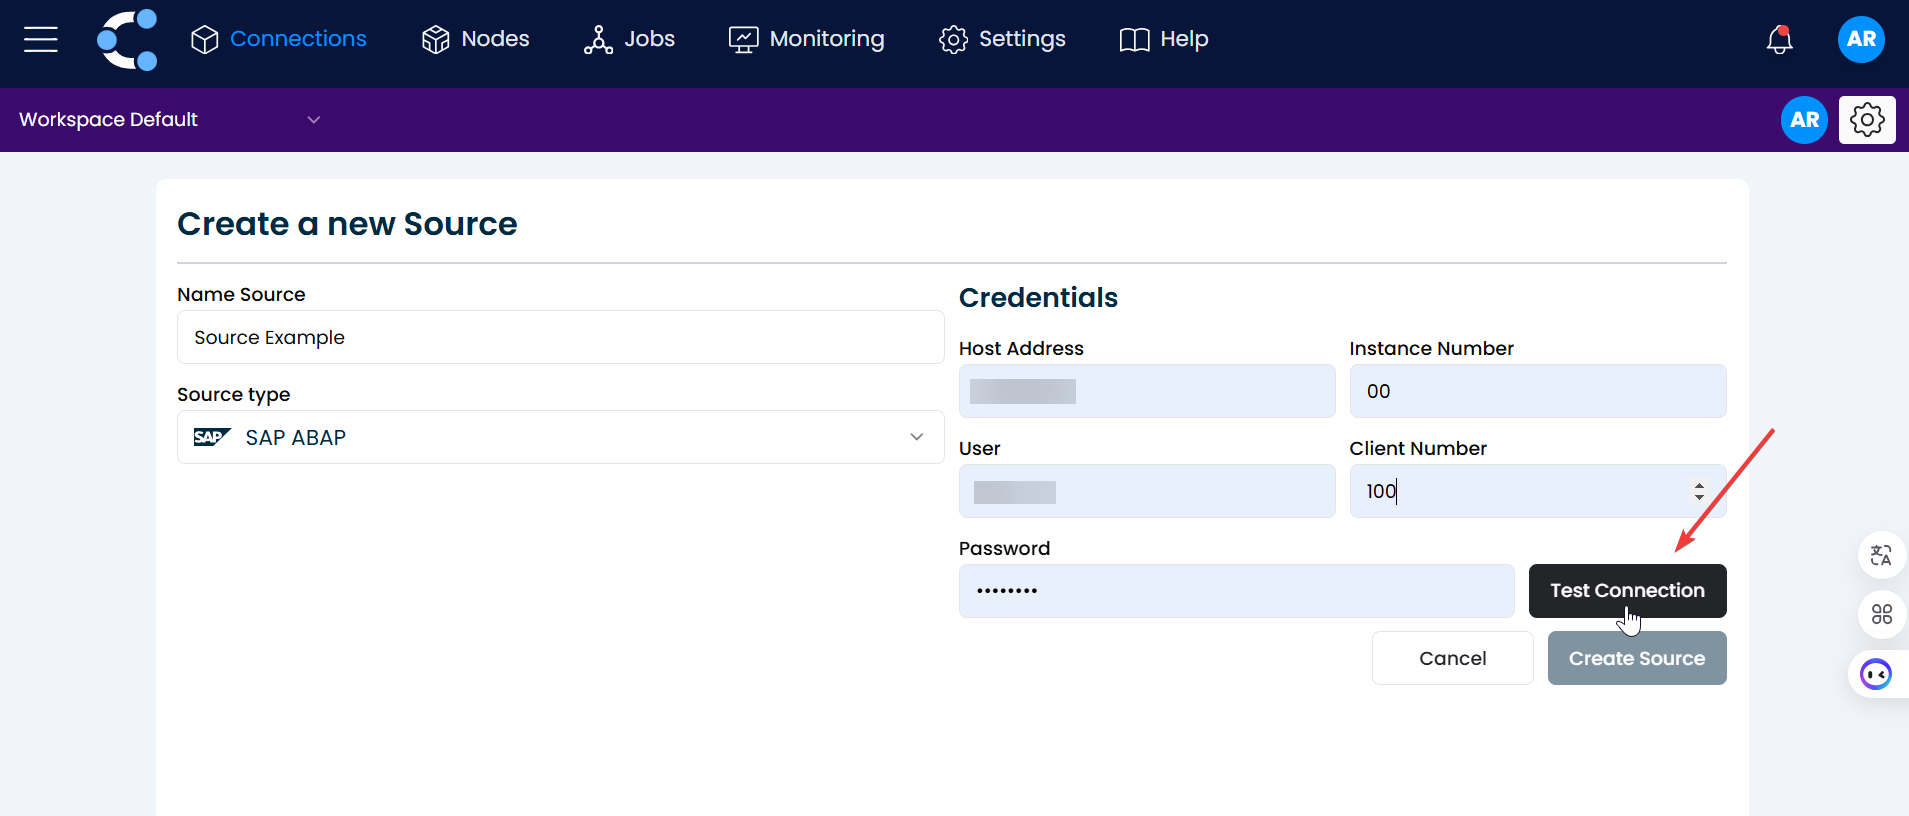 Connections Nodes Jobs Monitoring Settings Help AR
Workspace Default AR
Create a new Source
Name Source
Source Example
Source type
SAP SAP ABAP
Credentials
Host Address Instance Number
00
User Client Number
100
Password
•••••••• Test Connection
Cancel Create Source
文A